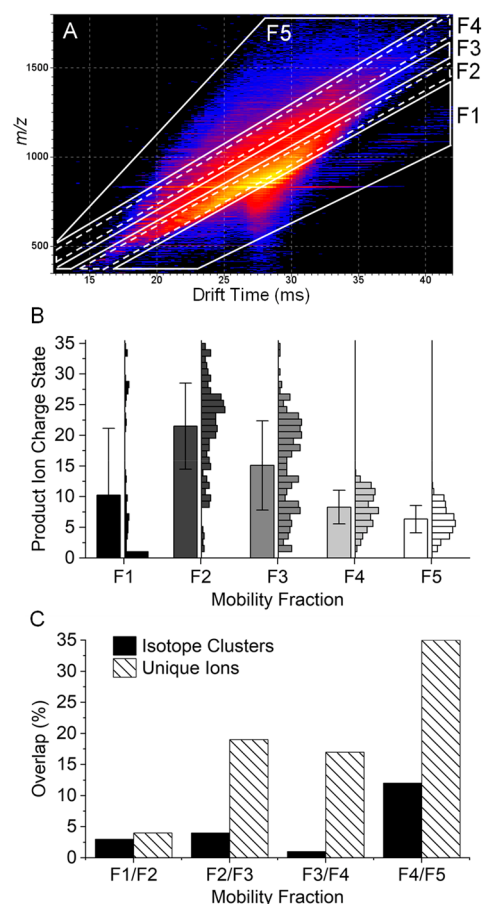 A
F5
F4
F3
F2
F1
1500
1000
500
m/z
15 20 25 30 35 40
Drift Time (ms)
B
35
30
25
20
15
10
5
0
Product Ion Charge State
F1 F2 F3 F4 F5
Mobility Fraction
C
35
30
25
20
15
10
5
0
Overlap (%)
Isotope Clusters
Unique Ions
F1/F2 F2/F3 F3/F4 F4/F5
Mobility Fraction